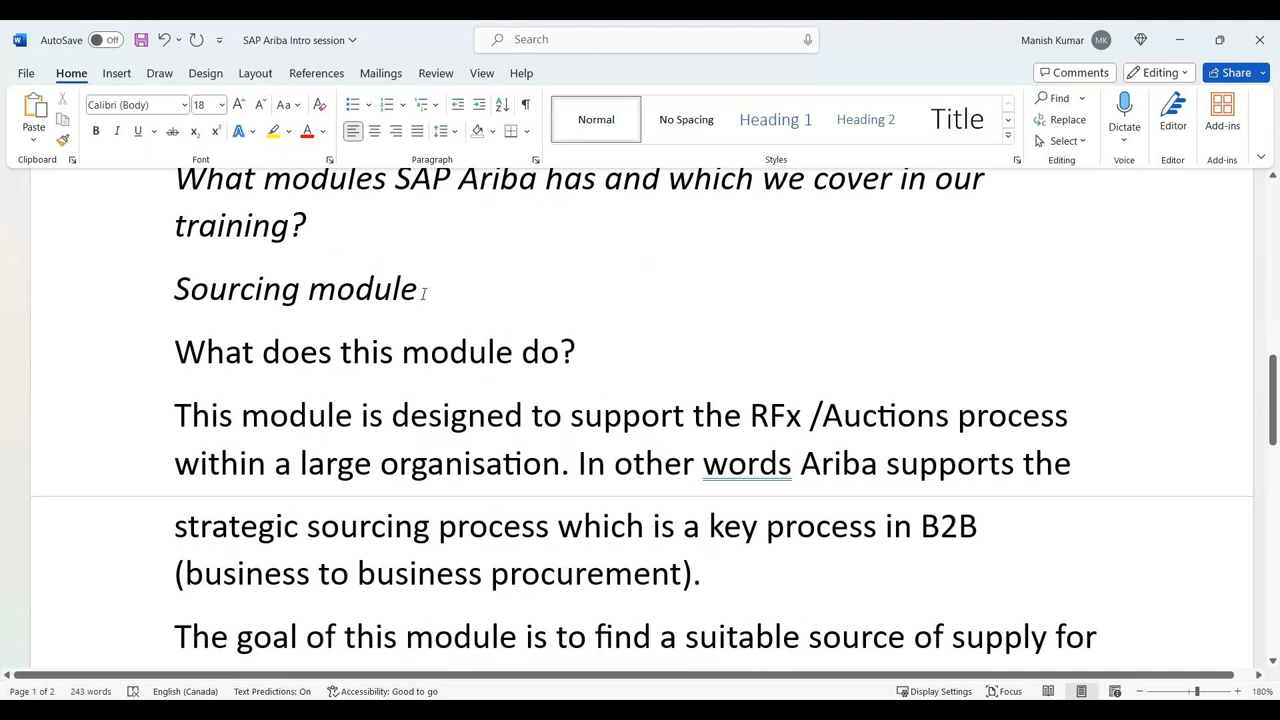 AutoSave Off SAP Ariba Intro session Search Manish Kumar MK
File Home Insert Draw Design Layout References Mailings Review View Help Comments Editing Share
Paste Calibri (Body) 18 Aa Normal No Spacing Heading 1 Heading 2 Title Find Replace Select Dictate Editor Add-ins
B I U ab x₂ x² A A
Clipboard Font Paragraph Styles Editing Voice Editor Add-ins
What modules SAP Ariba has and which we cover in our
training?
Sourcing module
What does this module do?
This module is designed to support the RFx /Auctions process
within a large organisation. In other words Ariba supports the
strategic sourcing process which is a key process in B2B
(business to business procurement).
The goal of this module is to find a suitable source of supply for
Page 1 of 2 243 words English (Canada) Text Predictions: On Accessibility: Good to go Display Settings Focus 180%